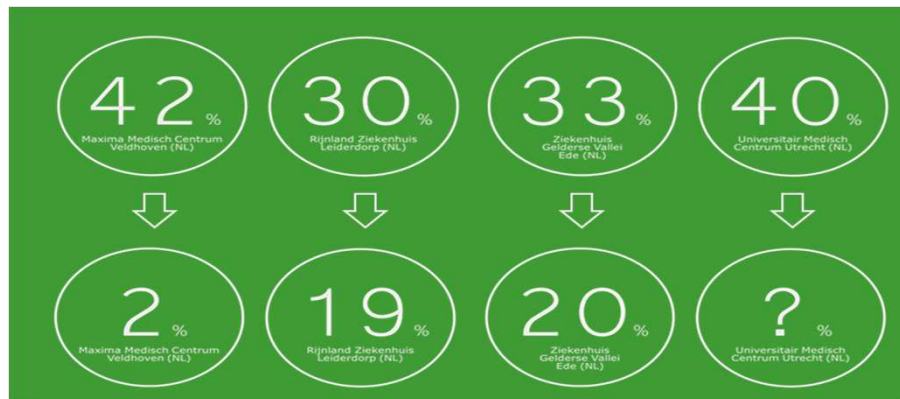 42 %
Maxima Medisch Centrum
Veldhoven (NL)
30 %
Rijnland Ziekenhuis
Leiderdorp (NL)
33 %
Ziekenhuis
Gelderse Vallei
Ede (NL)
40 %
Universitair Medisch
Centrum Utrecht (NL)
2 %
Maxima Medisch Centrum
Veldhoven (NL)
19 %
Rijnland Ziekenhuis
Leiderdorp (NL)
20 %
Ziekenhuis
Gelderse Vallei
Ede (NL)
? %
Universitair Medisch
Centrum Utrecht (NL)